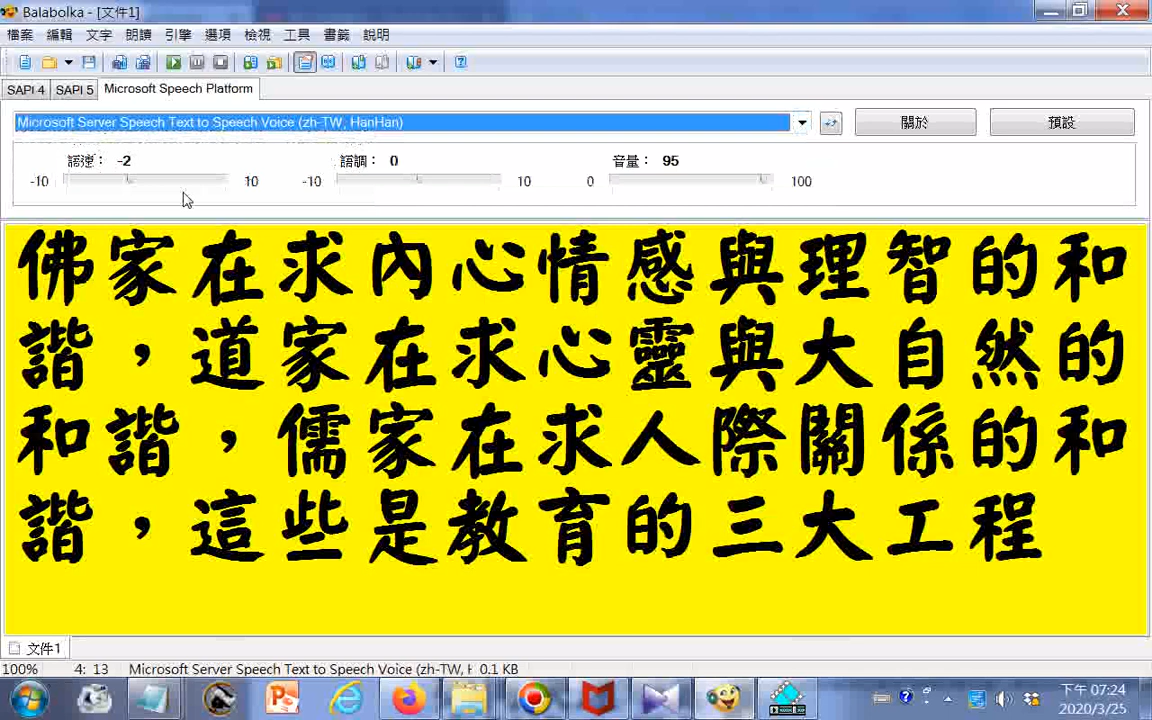 Balabolka - [文件1]
檔案 編輯 文字 朗讀 引擎 選項 檢視 工具 書籤 說明
SAPI 4 SAPI 5 Microsoft Speech Platform
Microsoft Server Speech Text to Speech Voice (zh-TW, HanHan) 關於 預設
語速： -2 語調： 0 音量： 95
-10 10 -10 10 0 100
佛家在求內心情感與理智的和
諧，道家在求心靈與大自然的
和諧，儒家在求人際關係的和
諧，這些是教育的三大工程
文件1
100% 4: 13 Microsoft Server Speech Text to Speech Voice (zh-TW, H 0.1 KB
下午 07:24
2020/3/25